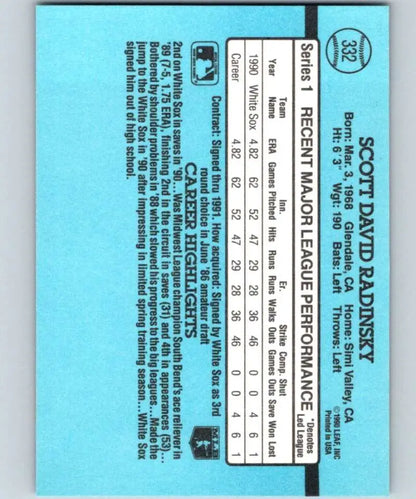 332
SCOTT DAVID RADINSKY
Born: Mar. 3, 1968 Glendale, CA Home: Simi Valley, CA
Ht: 6' 3" Wgt: 190 Bats: Left Throws: Left
©1990 LEAF, INC
Printed in USA
Series 1 RECENT MAJOR LEAGUE PERFORMANCE *Denotes Led League
Team Inn. Er. Strike Comp. Shut
Year Name ERA Games Pitched Hits Runs Runs Walks Outs Games Outs Save Won Lost
1990 White Sox 4.82 62 52 47 29 28 36 46 0 0 4 6 1
Career 4.82 62 52 47 29 28 36 46 0 0 4 6 1
Contract: Signed thru 1991. How acquired: Signed by White Sox as 3rd
round choice in June '86 amateur draft
CAREER HIGHLIGHTS
2nd on White Sox in saves in '90... Was Midwest League champion South Bend's ace reliever in
'89 (7-5, 1.75 ERA), finishing 2nd in the circuit in saves (31) and 4th in appearances (53)...
Bothered by shoulder problems in '88 which slowed his progress to the big leagues... Made the
jump to the White Sox in '90 after impressing in limited spring training season... White Sox
signed him out of high school.